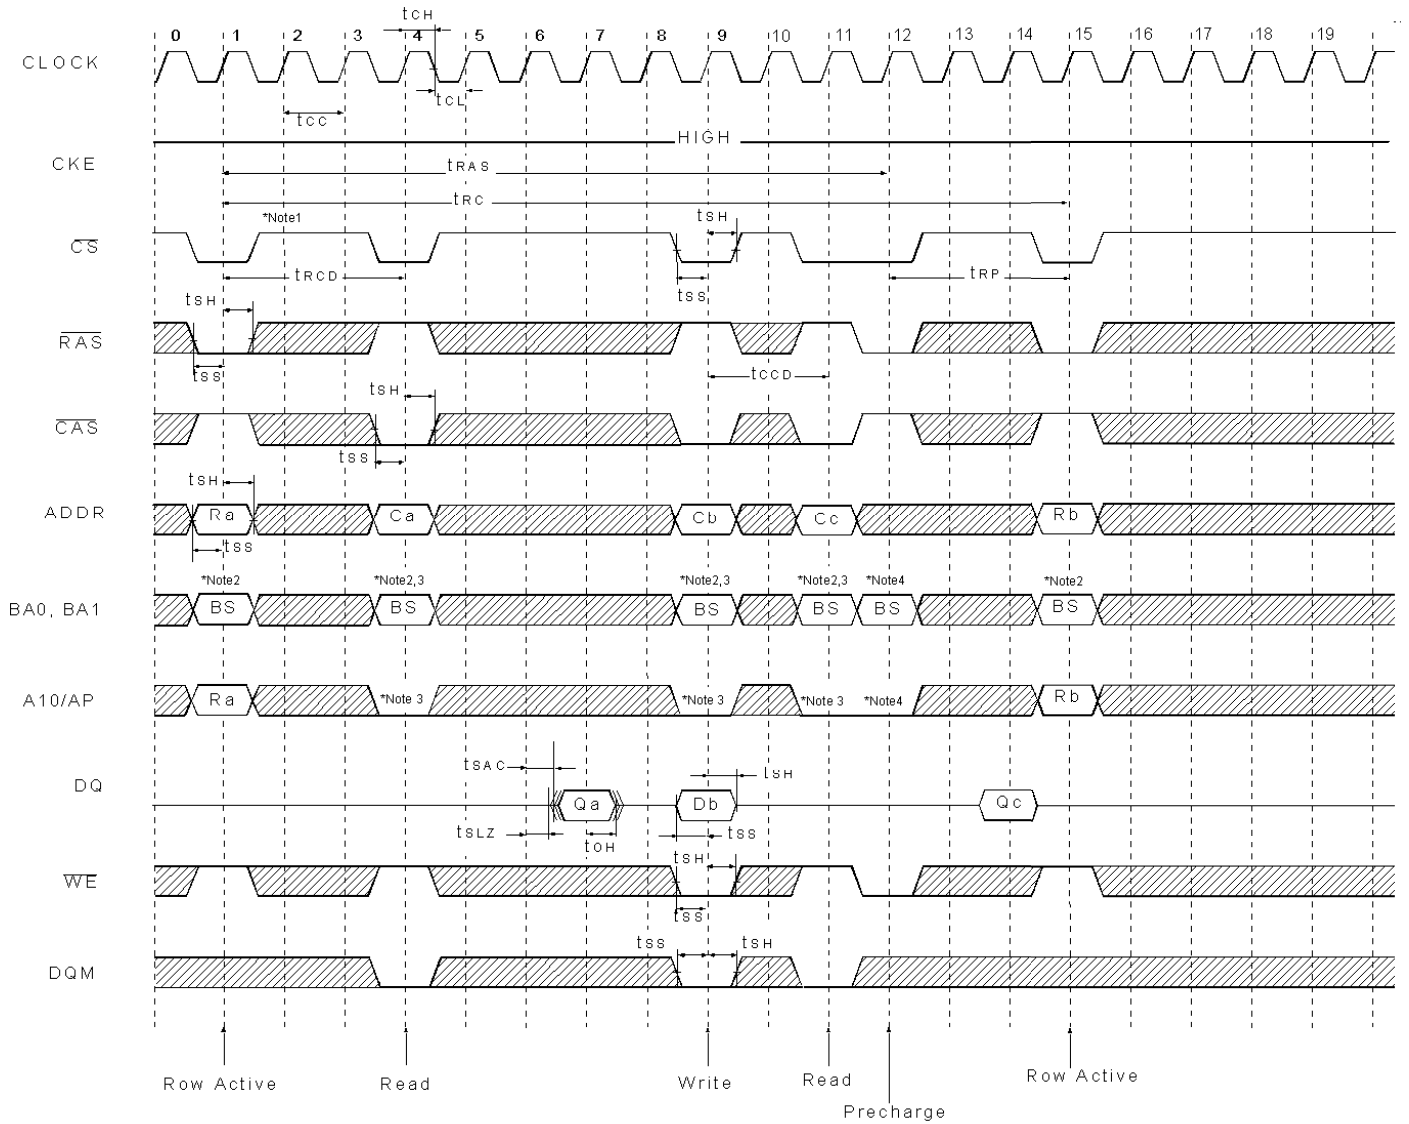 tCH
0 1 2 3 4 5 6 7 8 9 10 11 12 13 14 15 16 17 18 19
CLOCK
tCL
tCC
HIGH
CKE
tRAS
tRC
*Note1
tSH
CS
tRCD
tRP
tSS
tSH
RAS
tSS
tCCD
tSH
CAS
tSS
tSH
ADDR
Ra Ca Cb Cc Rb
tSS
*Note2 *Note2,3 *Note2,3 *Note2,3 *Note4 *Note2
BA0, BA1
BS BS BS BS BS BS
A10/AP
Ra *Note 3 *Note 3 *Note 3 *Note4 Rb
tSAC
tSH
DQ
Qa Db Qc
tSLZ
tOH
tSS
tSH
WE
tSS
tSS tSH
DQM
Row Active Read Write Read Row Active
Precharge